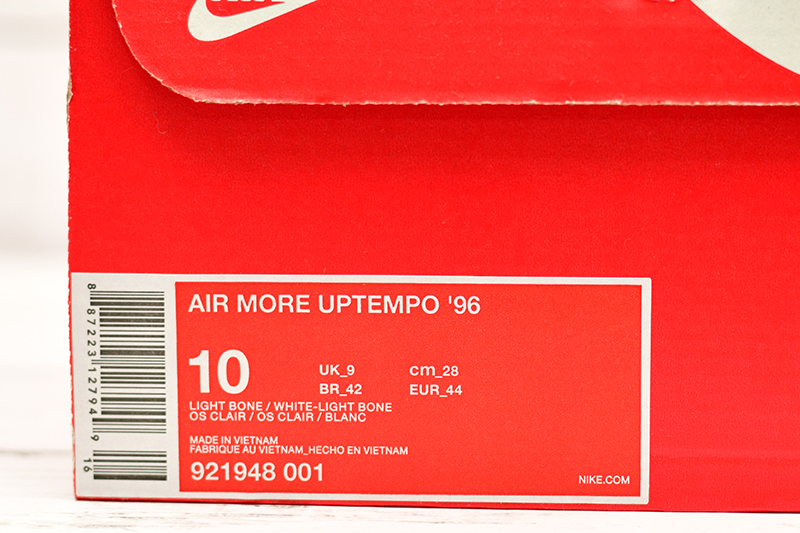 AIR MORE UPTEMPO '96
10
UK_9 cm_28
BR_42 EUR_44
LIGHT BONE / WHITE-LIGHT BONE
OS CLAIR / OS CLAIR / BLANC
MADE IN VIETNAM
FABRIQUE AU VIETNAM_HECHO EN VIETNAM
921948 001
NIKE.COM
8 87223 12794 9 16